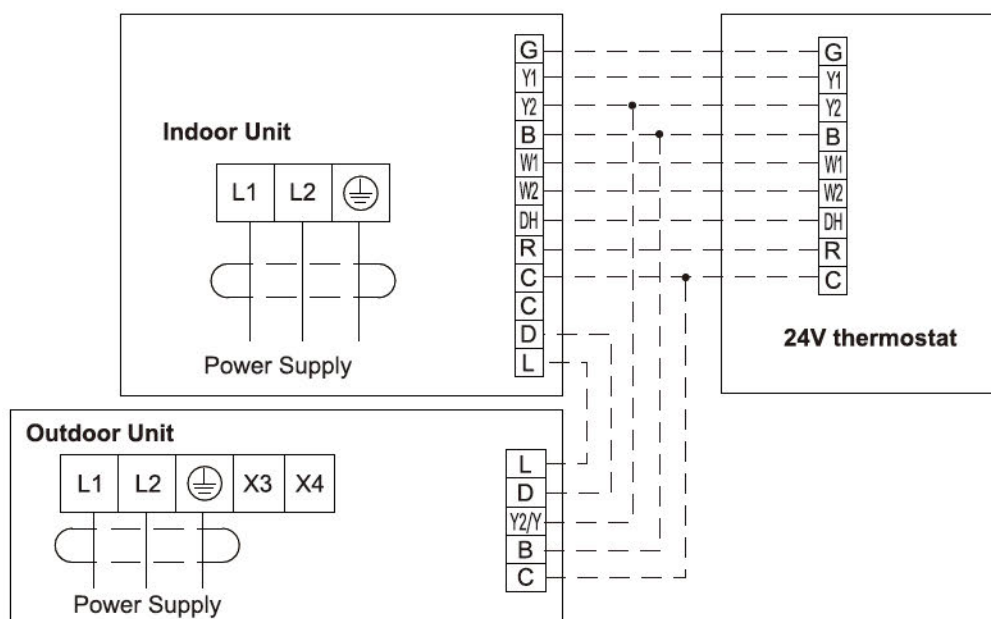 Indoor Unit
L1 L2
Power Supply
G
Y1
Y2
B
W1
W2
DH
R
C
C
D
L
G
Y1
Y2
B
W1
W2
DH
R
C
24V thermostat
Outdoor Unit
L1 L2 X3 X4
Power Supply
L
D
Y2/Y
B
C